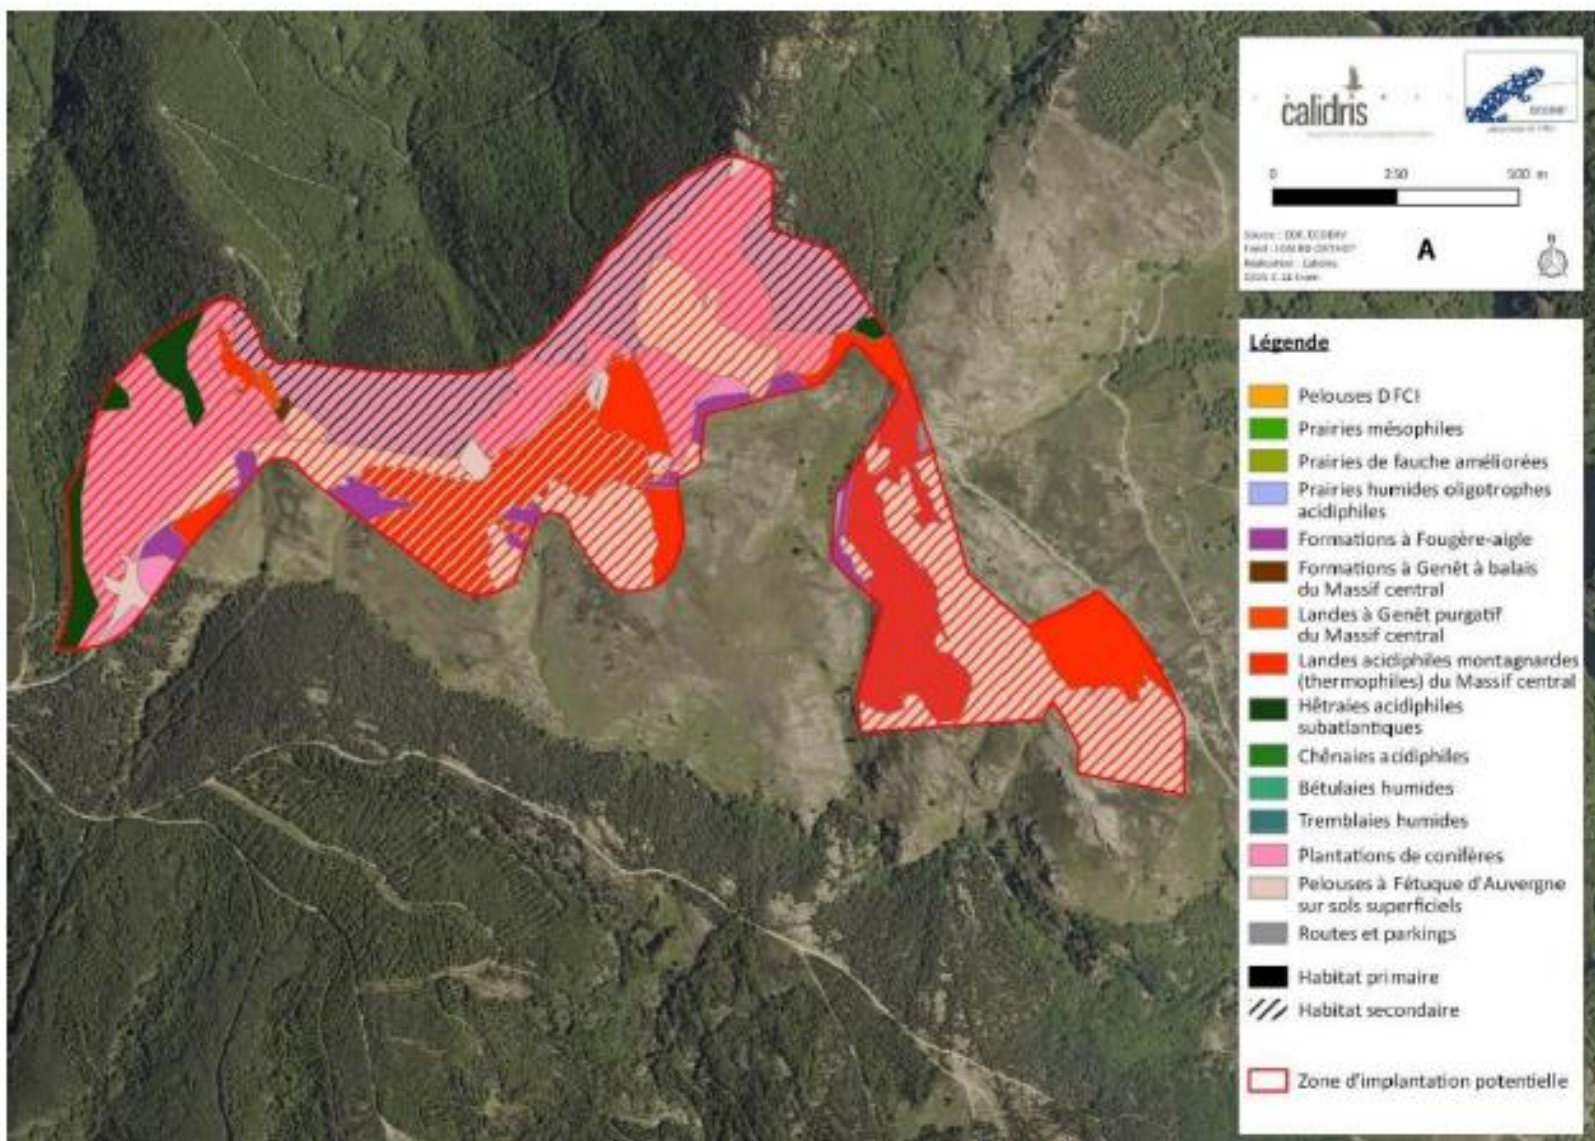 calidris
0 250 500 m
A
N
Légende
Pelouses DFCI
Prairies mésophiles
Prairies de fauche améliorées
Prairies humides oligotrophes
acidiphiles
Formations à Fougère-aigle
Formations à Genêt à balais
du Massif central
Landes à Genêt purgatif
du Massif central
Landes acidiphiles montagnardes
(thermophiles) du Massif central
Hêtraies acidiphiles
subatlantiques
Chênaies acidiphiles
Bétulaies humides
Tremblaies humides
Plantations de conifères
Pelouses à Fétuque d'Auvergne
sur sols superficiels
Routes et parkings
Habitat primaire
Habitat secondaire
Zone d'implantation potentielle